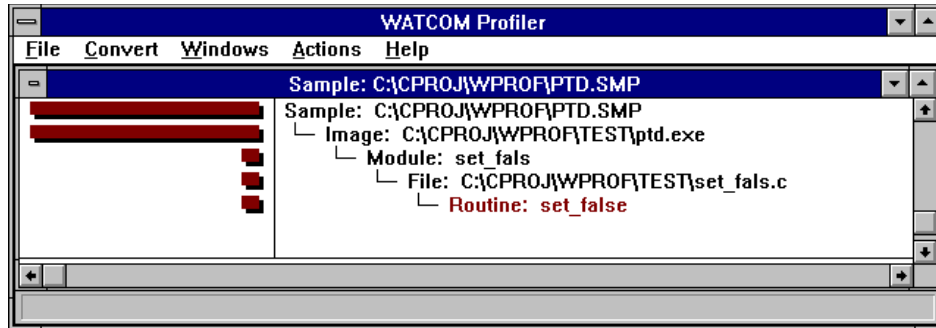 WATCOM Profiler
File Convert Windows Actions Help
Sample: C:\CPROJ\WPROF\PTD.SMP
Sample: C:\CPROJ\WPROF\PTD.SMP
Image: C:\CPROJ\WPROF\TEST\ptd.exe
Module: set_fals
File: C:\CPROJ\WPROF\TEST\set_fals.c
Routine: set_false